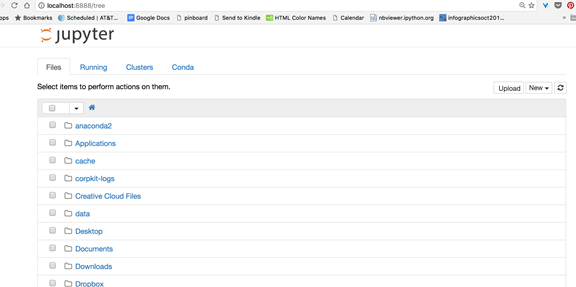 localhost:8888/tree
pps Bookmarks Scheduled | AT&T... Google Docs pinboard Send to Kindle HTML Color Names Calendar nbviewer.ipython.org infographicsoct201... »
jupyter
Files Running Clusters Conda
Select items to perform actions on them.
Upload New
anaconda2
Applications
cache
corpkit-logs
Creative Cloud Files
data
Desktop
Documents
Downloads
Dropbox